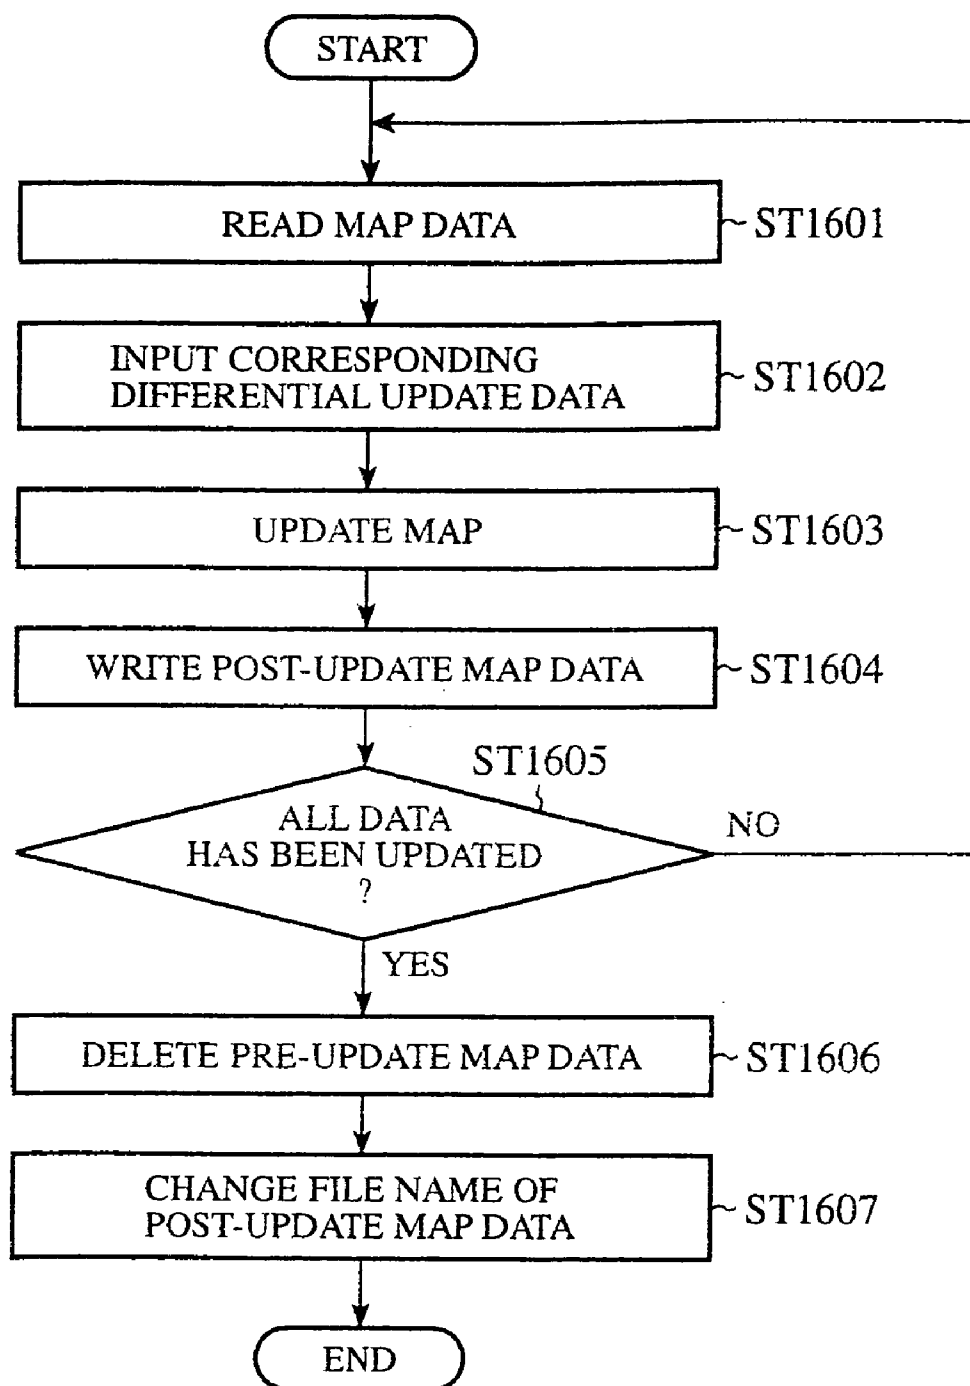 START
READ MAP DATA
ST1601
INPUT CORRESPONDING
DIFFERENTIAL UPDATE DATA
ST1602
UPDATE MAP
ST1603
WRITE POST-UPDATE MAP DATA
ST1604
ST1605
ALL DATA
HAS BEEN UPDATED
?
NO
YES
DELETE PRE-UPDATE MAP DATA
ST1606
CHANGE FILE NAME OF
POST-UPDATE MAP DATA
ST1607
END